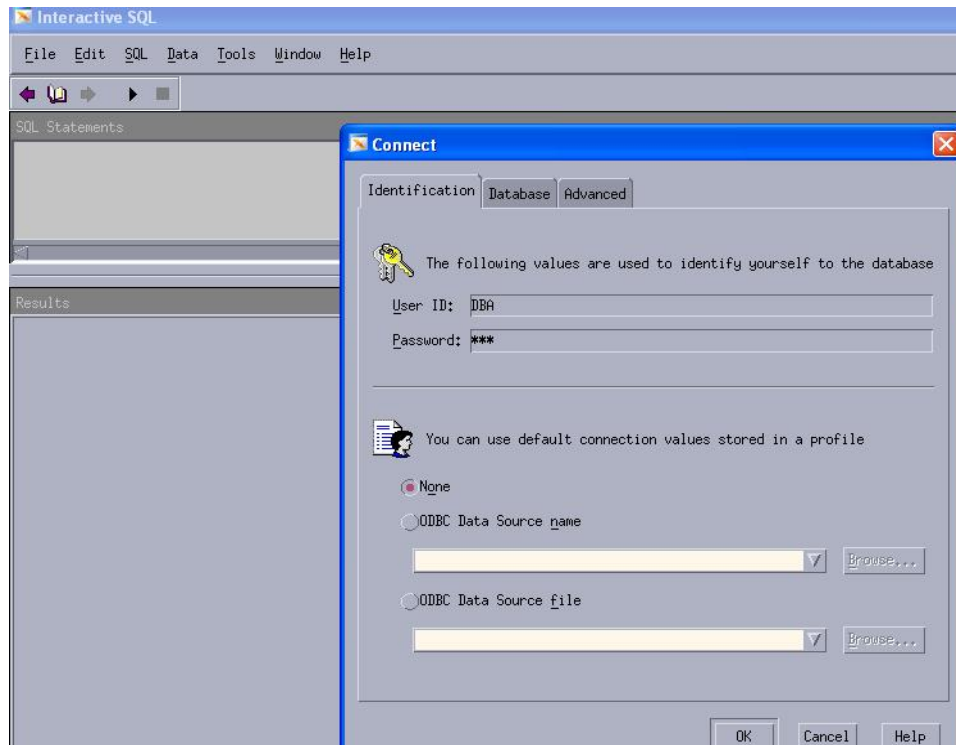 Interactive SQL
File Edit SQL Data Tools Window Help
SQL Statements
Connect
Identification Database Advanced
The following values are used to identify yourself to the database
User ID: DBA
Password: ***
Results
You can use default connection values stored in a profile
None
ODBC Data Source name
Browse...
ODBC Data Source file
Browse...
OK Cancel Help